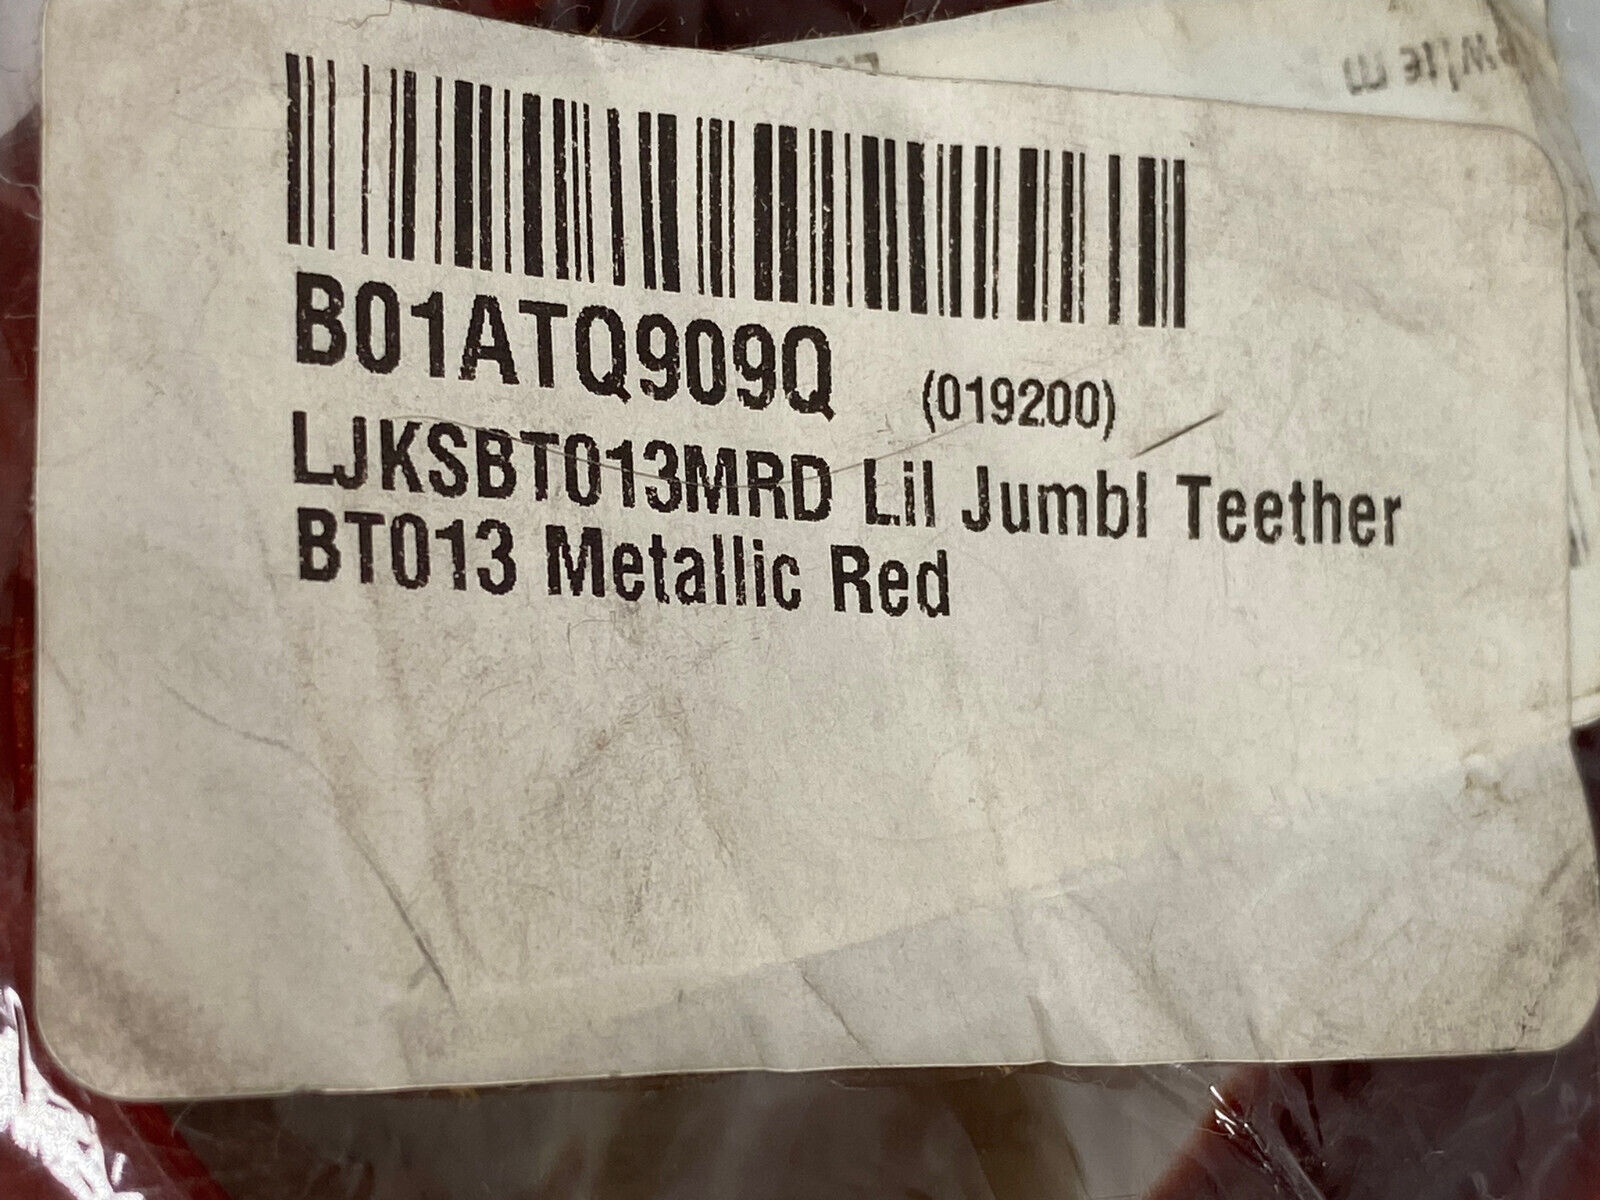 B01ATQ909Q (019200)
LJKSBT013MRD Lil Jumbl Teether
BT013 Metallic Red